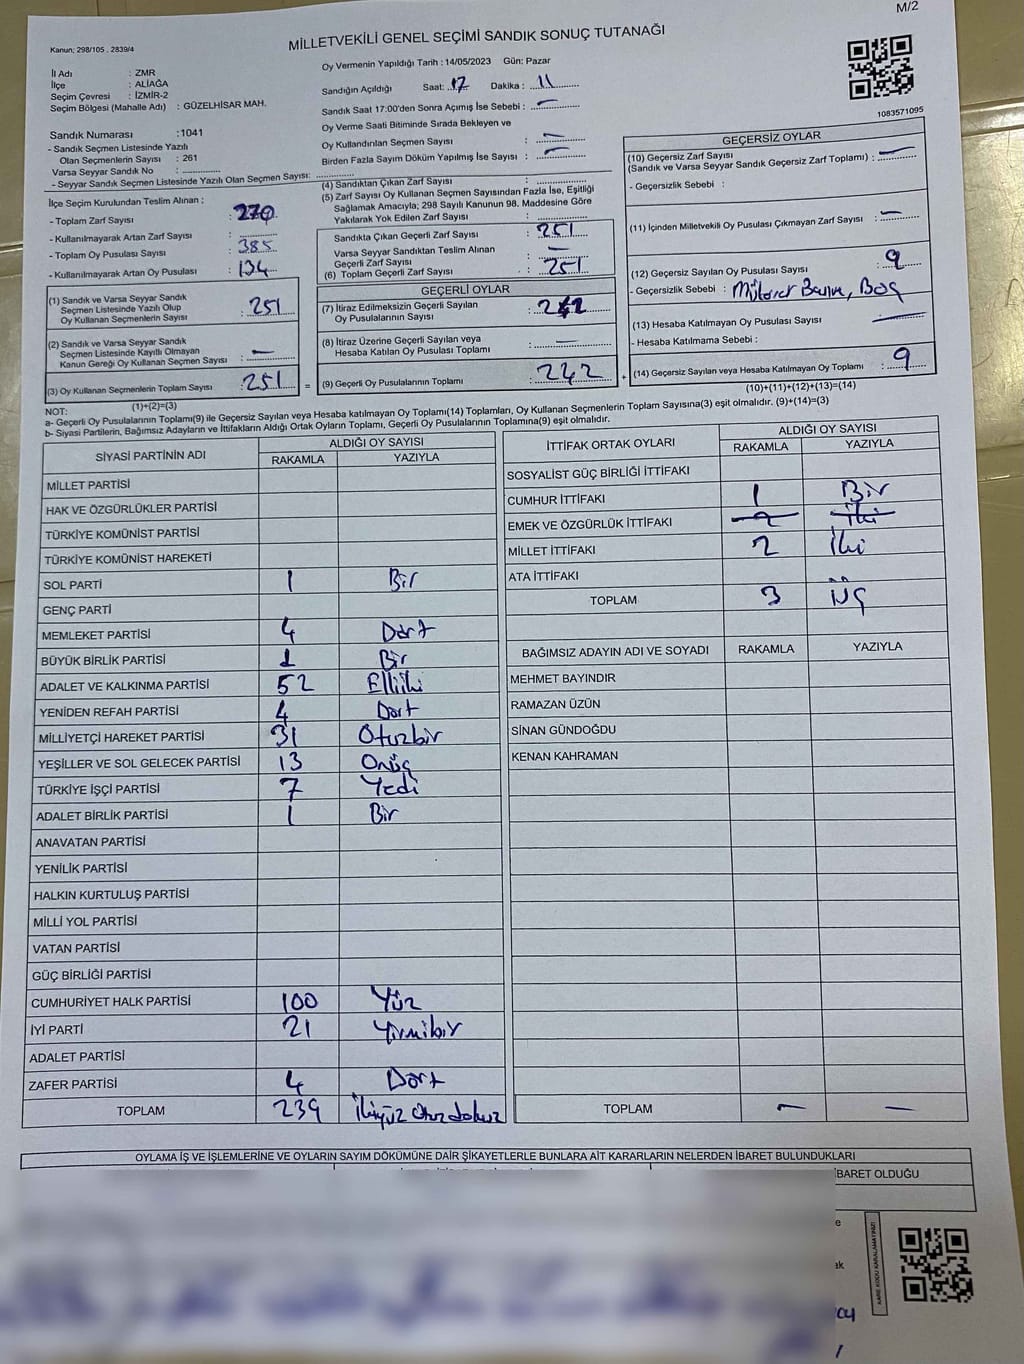 M/2
Kanun; 298/105 . 2839/4
MİLLETVEKİLİ GENEL SEÇİMİ SANDIK SONUÇ TUTANAĞI
İl Adı : ZMR
İlçe : ALİAĞA
Seçim Çevresi : İZMİR-2
Seçim Bölgesi (Mahalle Adı) : GÜZELHİSAR MAH.
Oy Vermenin Yapıldığı Tarih : 14/05/2023 Gün: Pazar
Sandığın Açıldığı Saat: 17 Dakika : 11
Sandık Saat 17:00'den Sonra Açımış İse Sebebi : —
Oy Verme Saati Bitiminde Sırada Bekleyen ve
Oy Kullandırılan Seçmen Sayısı : —
Birden Fazla Sayım Döküm Yapılmış İse Sayısı : —
1083571095
Sandık Numarası :1041
- Sandık Seçmen Listesinde Yazılı
Olan Seçmenlerin Sayısı : 261
Varsa Seyyar Sandık No :
- Seyyar Sandık Seçmen Listesinde Yazılı Olan Seçmen Sayısı:
İlçe Seçim Kurulundan Teslim Alınan ;
- Toplam Zarf Sayısı : 270
- Kullanılmayarak Artan Zarf Sayısı :
- Toplam Oy Pusulası Sayısı : 385
- Kullanılmayarak Artan Oy Pusulası : 134
(1) Sandık ve Varsa Seyyar Sandık
Seçmen Listesinde Yazılı Olup
Oy Kullanan Seçmenlerin Sayısı : 251
(2) Sandık ve Varsa Seyyar Sandık
Seçmen Listesinde Kayıllı Olmayan
Kanun Gereği Oy Kullanan Seçmen Sayısı : —
(3) Oy Kullanan Seçmenlerin Toplam Sayısı : 251 =
(1)+(2)=(3)
(4) Sandıktan Çıkan Zarf Sayısı :
(5) Zarf Sayısı Oy Kullanan Seçmen Sayısından Fazla İse, Eşitliği
Sağlamak Amacıyla; 298 Sayılı Kanunun 98. Maddesine Göre
Yakılarak Yok Edilen Zarf Sayısı :
Sandıkta Çıkan Geçerli Zarf Sayısı : 251
Varsa Seyyar Sandıktan Teslim Alınan
Geçerli Zarf Sayısı : —
(6) Toplam Geçerli Zarf Sayısı : 251
GEÇERLİ OYLAR
(7) İtiraz Edilmeksizin Geçerli Sayılan
Oy Pusulalarının Sayısı : 242
(8) İtiraz Üzerine Geçerli Sayılan veya
Hesaba Katılan Oy Pusulası Toplamı : —
(9) Geçerli Oy Pusulalarının Toplamı : 242 +
GEÇERSİZ OYLAR
(10) Geçersiz Zarf Sayısı
(Sandık ve Varsa Seyyar Sandık Geçersiz Zarf Toplamı) : —
- Geçersizlik Sebebi :
(11) İçinden Milletvekili Oy Pusulası Çıkmayan Zarf Sayısı : —
(12) Geçersiz Sayılan Oy Pusulası Sayısı : 9
- Geçersizlik Sebebi : Boş
(13) Hesaba Katılmayan Oy Pusulası Sayısı : —
- Hesaba Katılmama Sebebi :
(14) Geçersiz Sayılan veya Hesaba Katılmayan Oy Toplamı : 9
(10)+(11)+(12)+(13)=(14)
NOT:
a- Geçerli Oy Pusulalarının Toplamı(9) ile Geçersiz Sayılan veya Hesaba katılmayan Oy Toplamı(14) Toplamları, Oy Kullanan Seçmenlerin Toplam Sayısına(3) eşit olmalıdır. (9)+(14)=(3)
b- Siyasi Partilerin, Bağımsız Adayların ve İttifakların Aldığı Ortak Oyların Toplamı, Geçerli Oy Pusulalarının Toplamına(9) eşit olmalıdır.
SİYASİ PARTİNİN ADI ALDIĞI OY SAYISI
RAKAMLA YAZIYLA
MİLLET PARTİSİ
HAK VE ÖZGÜRLÜKLER PARTİSİ
TÜRKİYE KOMÜNİST PARTİSİ
TÜRKİYE KOMÜNİST HAREKETİ
SOL PARTİ 1 Bir
GENÇ PARTİ
MEMLEKET PARTİSİ 4 Dört
BÜYÜK BİRLİK PARTİSİ 1 Bir
ADALET VE KALKINMA PARTİSİ 52 Elliiki
YENİDEN REFAH PARTİSİ 4 Dört
MİLLİYETÇİ HAREKET PARTİSİ 31 Otuzbir
YEŞİLLER VE SOL GELECEK PARTİSİ 13 Onüç
TÜRKİYE İŞÇİ PARTİSİ 7 Yedi
ADALET BİRLİK PARTİSİ 1 Bir
ANAVATAN PARTİSİ
YENİLİK PARTİSİ
HALKIN KURTULUŞ PARTİSİ
MİLLİ YOL PARTİSİ
VATAN PARTİSİ
GÜÇ BİRLİĞİ PARTİSİ
CUMHURİYET HALK PARTİSİ 100 Yüz
İYİ PARTİ 21 Yirmibir
ADALET PARTİSİ
ZAFER PARTİSİ 4 Dört
TOPLAM 239 İkiyüz Otuzdokuz
İTTİFAK ORTAK OYLARI ALDIĞI OY SAYISI
RAKAMLA YAZIYLA
SOSYALİST GÜÇ BİRLİĞİ İTTİFAKI
CUMHUR İTTİFAKI 1 Bir
EMEK VE ÖZGÜRLÜK İTTİFAKI 2 İki
MİLLET İTTİFAKI 2 İki
ATA İTTİFAKI
TOPLAM 3 Üç
BAĞIMSIZ ADAYIN ADI VE SOYADI RAKAMLA YAZIYLA
MEHMET BAYINDIR
RAMAZAN ÜZÜN
SİNAN GÜNDOĞDU
KENAN KAHRAMAN
TOPLAM — —
OYLAMA İŞ VE İŞLEMLERİNE VE OYLARIN SAYIM DÖKÜMÜNE DAİR ŞİKAYETLERLE BUNLARA AİT KARARLARIN NELERDEN İBARET BULUNDUKLARI
İBARET OLDUĞU
KARE KODU KARALAMAYINIZ!